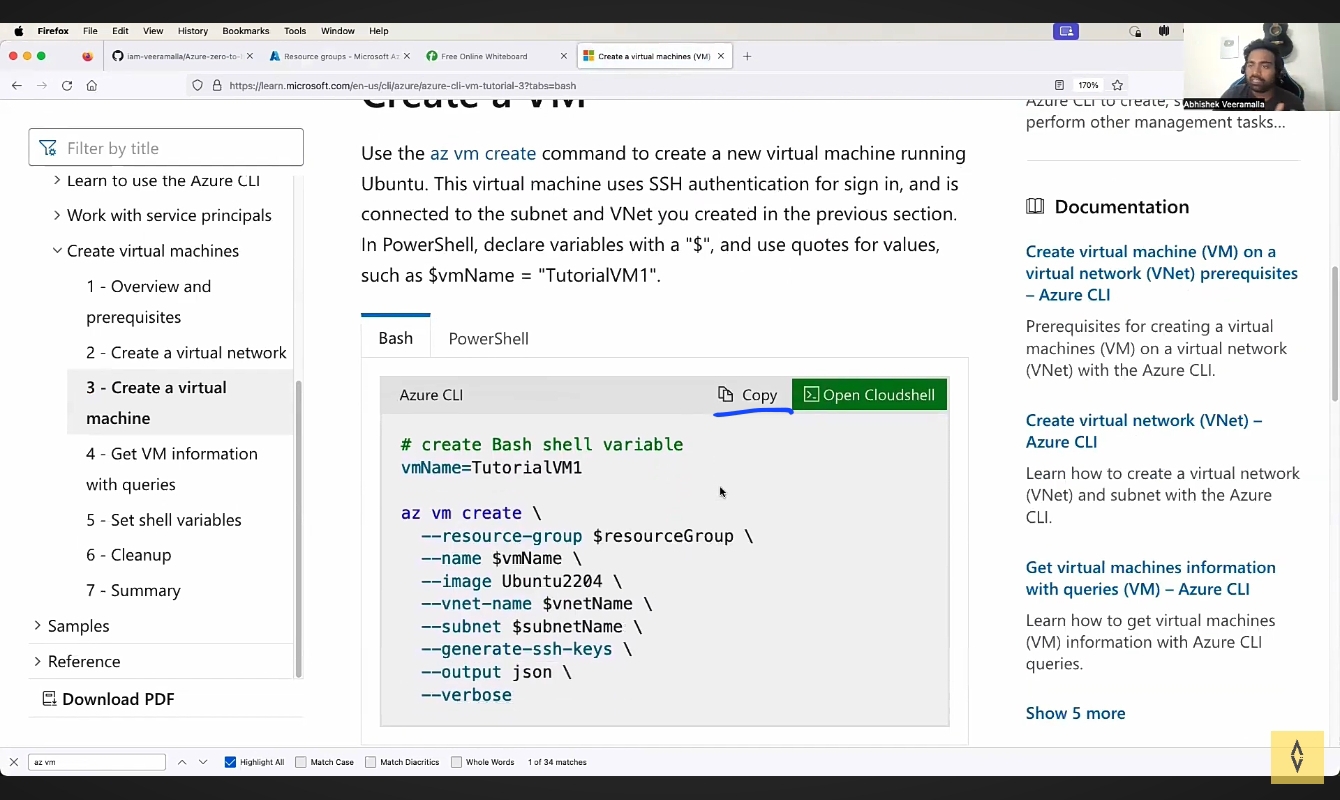 Firefox File Edit View History Bookmarks Tools Window Help
iam-veeramalla/Azure-zero-to-
Resource groups - Microsoft Az
Free Online Whiteboard
Create a virtual machines (VM)
https://learn.microsoft.com/en-us/cli/azure/azure-cli-vm-tutorial-3?tabs=bash
170%
Abhishek Veeramalla
Filter by title
Learn to use the Azure CLI
Work with service principals
Create virtual machines
1 - Overview and
prerequisites
2 - Create a virtual network
3 - Create a virtual
machine
4 - Get VM information
with queries
5 - Set shell variables
6 - Cleanup
7 - Summary
Samples
Reference
Download PDF
Create a VM
Use the az vm create command to create a new virtual machine running
Ubuntu. This virtual machine uses SSH authentication for sign in, and is
connected to the subnet and VNet you created in the previous section.
In PowerShell, declare variables with a "$", and use quotes for values,
such as $vmName = "TutorialVM1".
Bash PowerShell
Azure CLI Copy Open Cloudshell
# create Bash shell variable
vmName=TutorialVM1
az vm create \
--resource-group $resourceGroup \
--name $vmName \
--image Ubuntu2204 \
--vnet-name $vnetName \
--subnet $subnetName \
--generate-ssh-keys \
--output json \
--verbose
Azure CLI to create, s
perform other management tasks...
Documentation
Create virtual machine (VM) on a
virtual network (VNet) prerequisites
– Azure CLI
Prerequisites for creating a virtual
machines (VM) on a virtual network
(VNet) with the Azure CLI.
Create virtual network (VNet) –
Azure CLI
Learn how to create a virtual network
(VNet) and subnet with the Azure
CLI.
Get virtual machines information
with queries (VM) – Azure CLI
Learn how to get virtual machines
(VM) information with Azure CLI
queries.
Show 5 more
az vm
Highlight All Match Case Match Diacritics Whole Words 1 of 34 matches